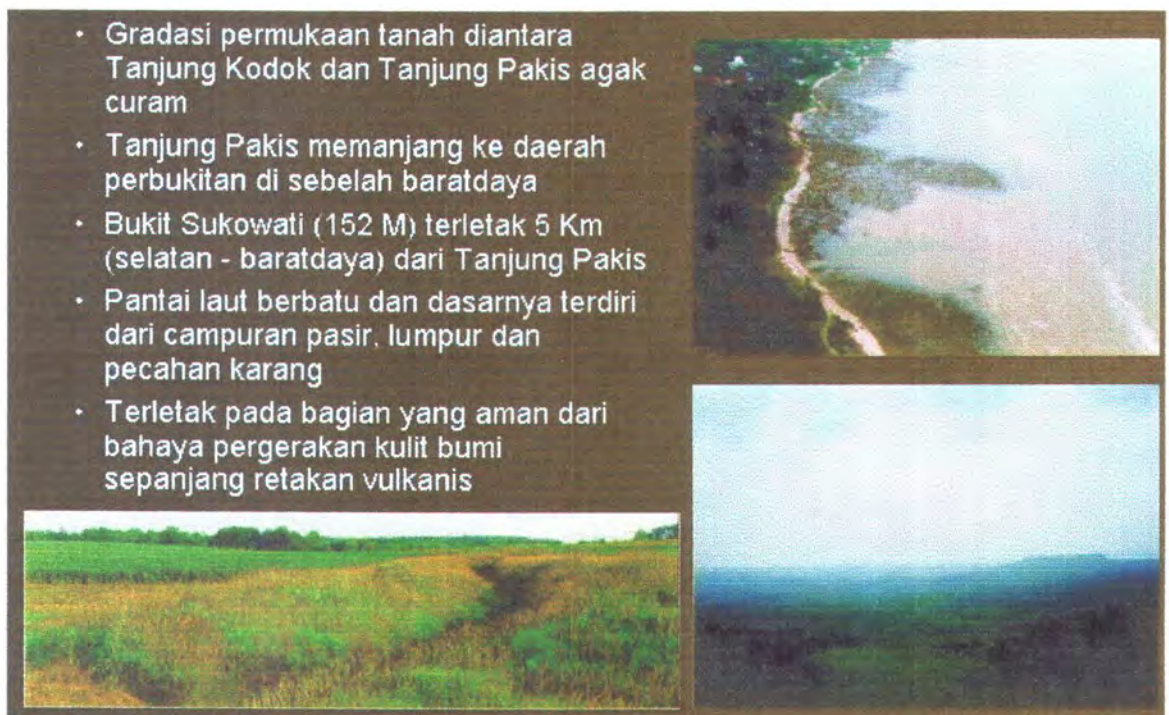 • Gradasi permukaan tanah diantara
Tanjung Kodok dan Tanjung Pakis agak
curam
• Tanjung Pakis memanjang ke daerah
perbukitan di sebelah baratdaya
• Bukit Sukowati (152 M) terletak 5 Km
(selatan - baratdaya) dari Tanjung Pakis
• Pantai laut berbatu dan dasarnya terdiri
dari campuran pasir, lumpur dan
pecahan karang
• Terletak pada bagian yang aman dari
bahaya pergerakan kulit bumi
sepanjang retakan vulkanis